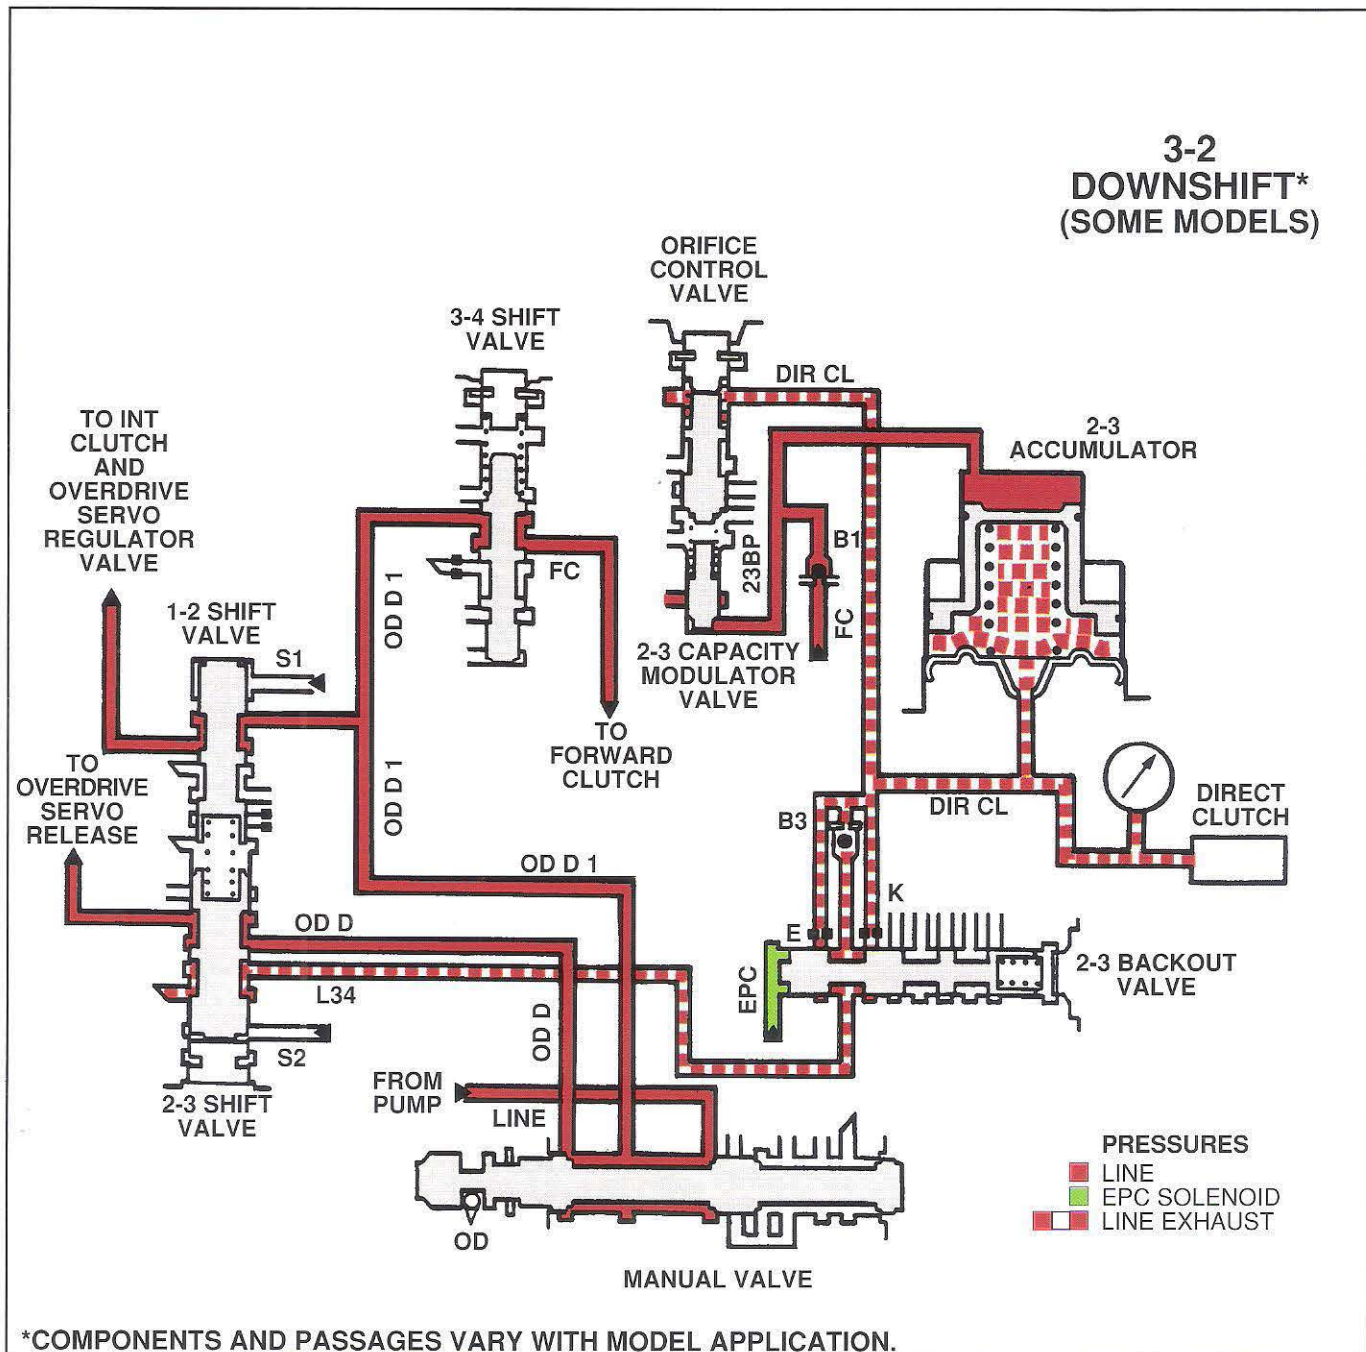 3-2
DOWNSHIFT*
(SOME MODELS)
ORIFICE
CONTROL
VALVE
3-4 SHIFT
VALVE
DIR CL
2-3
ACCUMULATOR
TO INT
CLUTCH
AND
OVERDRIVE
SERVO
REGULATOR
VALVE
OD D 1
FC
23BP
B1
FC
1-2 SHIFT
VALVE
S1
2-3 CAPACITY
MODULATOR
VALVE
TO
FORWARD
CLUTCH
TO
OVERDRIVE
SERVO
RELEASE
OD D 1
DIR CL
DIRECT
CLUTCH
B3
OD D 1
K
OD D
E
L34
EPC
2-3 BACKOUT
VALVE
OD D
S2
2-3 SHIFT
VALVE
FROM
PUMP
LINE
PRESSURES
LINE
EPC SOLENOID
LINE EXHAUST
OD
MANUAL VALVE
*COMPONENTS AND PASSAGES VARY WITH MODEL APPLICATION.